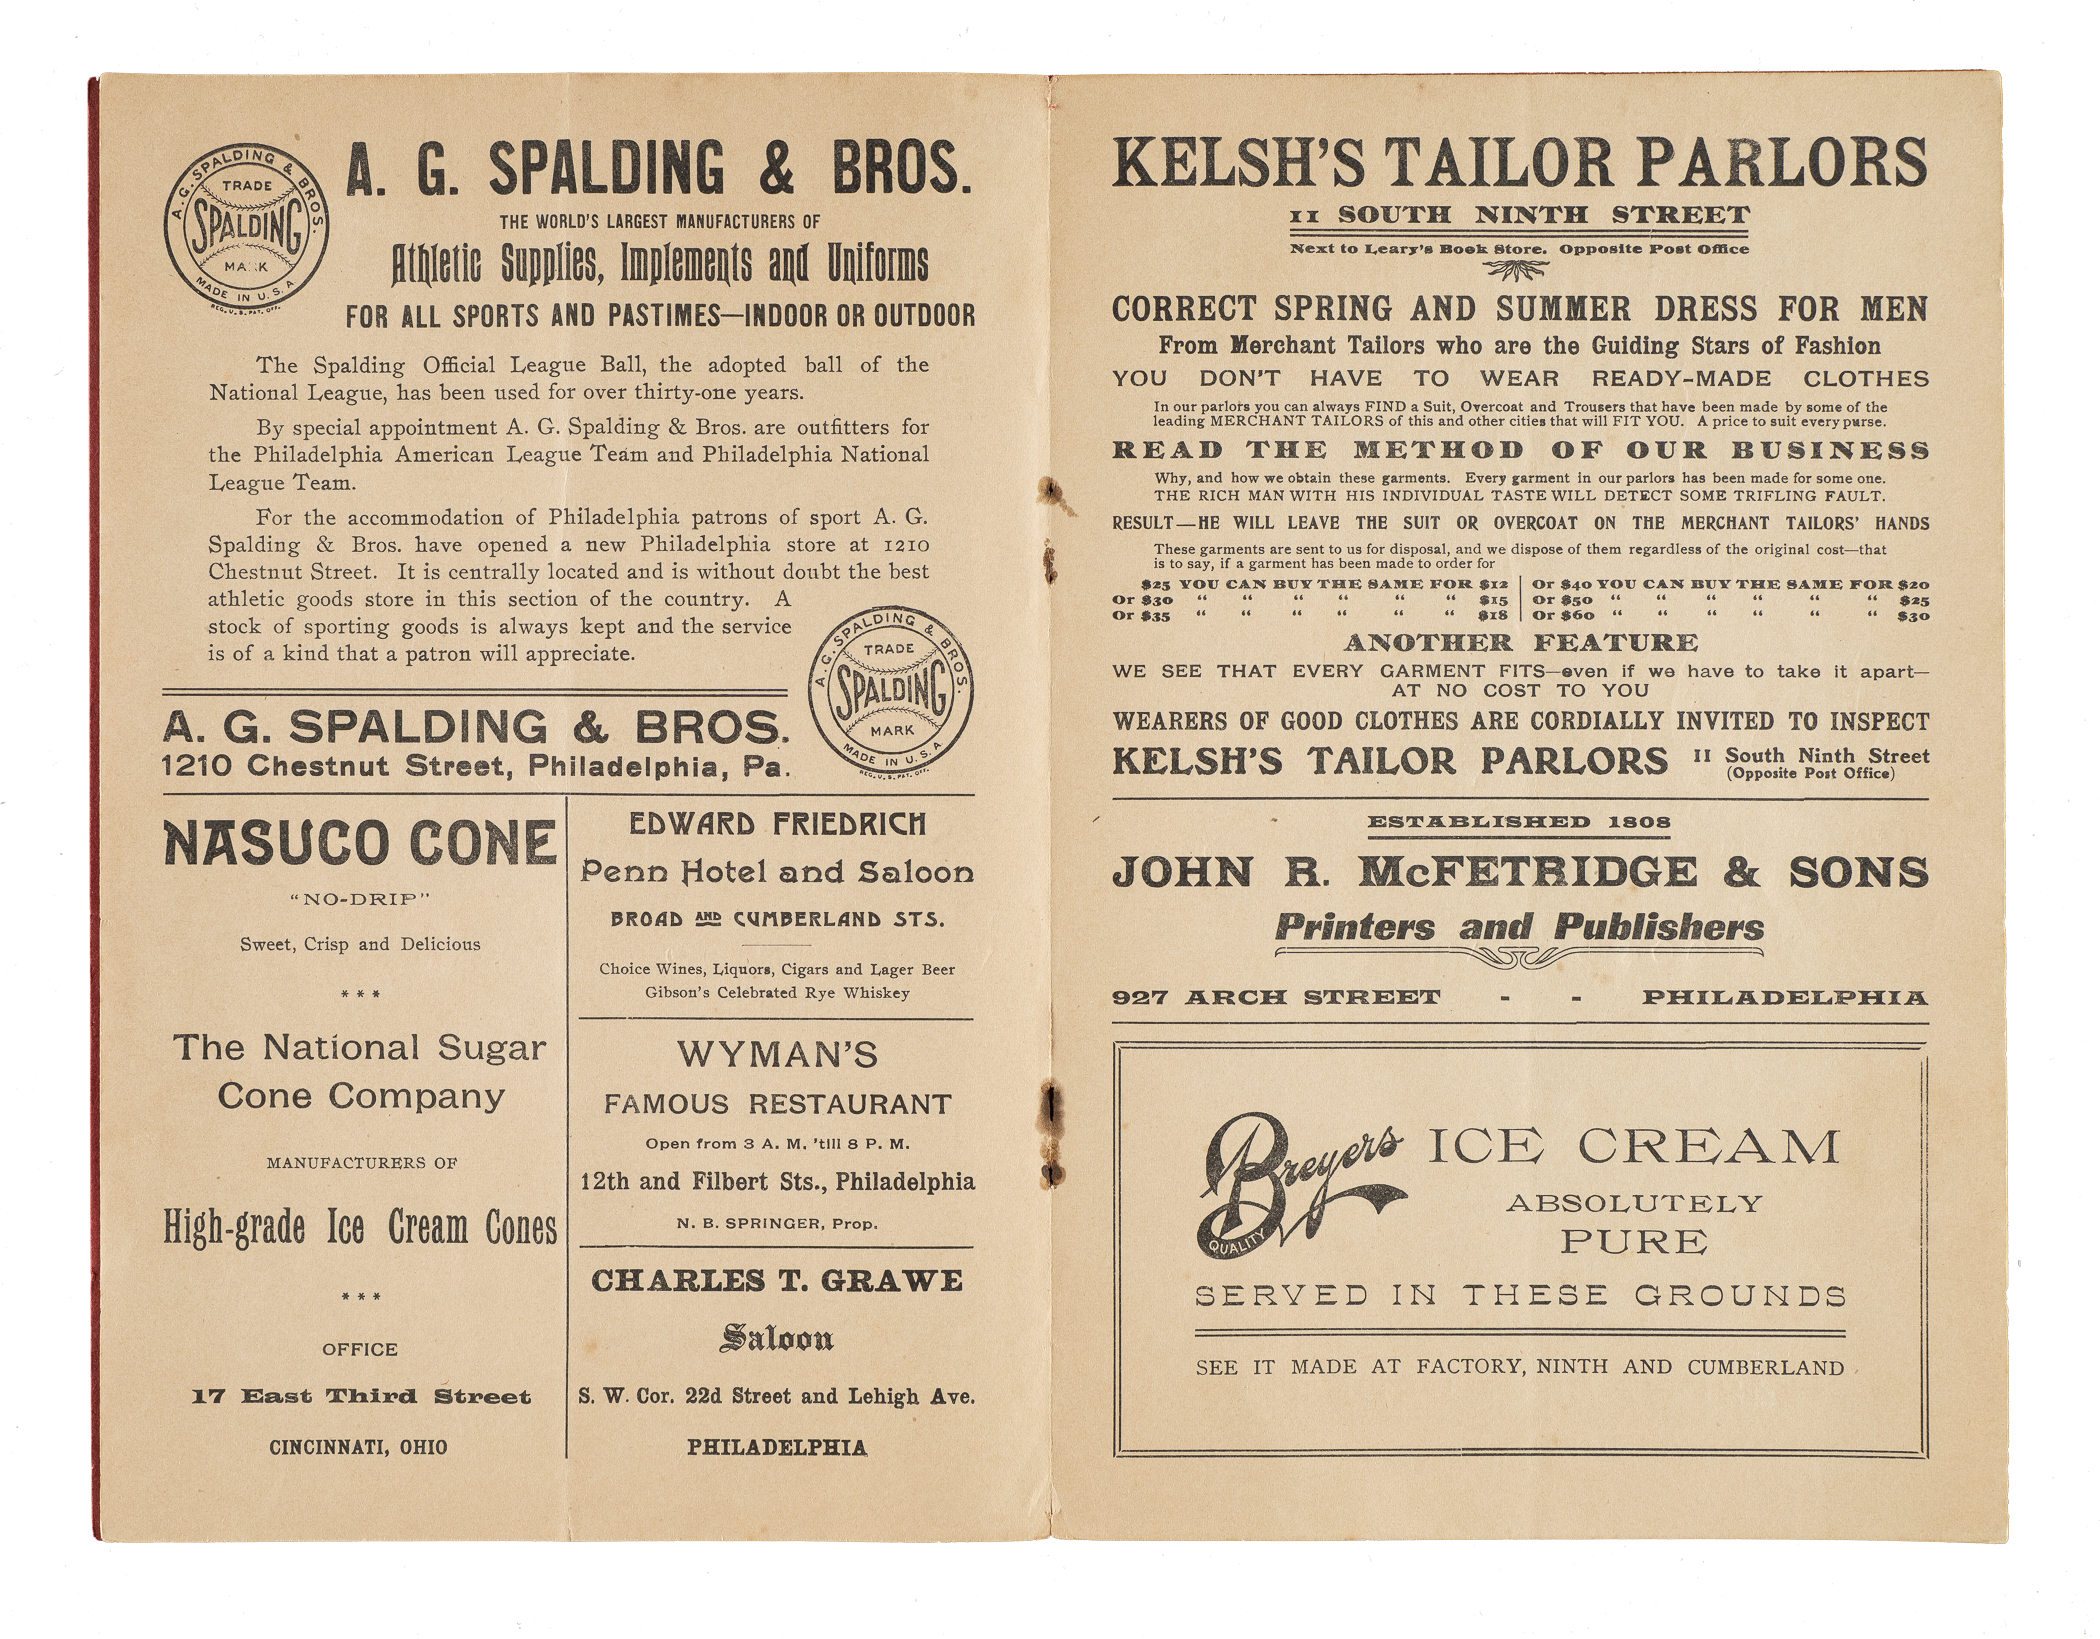 A. G. SPALDING & BROS.
TRADE
SPALDING
MARK
MADE IN U. S. A
REG. U. S. PAT. OFF.
A. G. SPALDING & BROS.
THE WORLD'S LARGEST MANUFACTURERS OF
Athletic Supplies, Implements and Uniforms
FOR ALL SPORTS AND PASTIMES—INDOOR OR OUTDOOR
The Spalding Official League Ball, the adopted ball of the
National League, has been used for over thirty-one years.
By special appointment A. G. Spalding & Bros. are outfitters for
the Philadelphia American League Team and Philadelphia National
League Team.
For the accommodation of Philadelphia patrons of sport A. G.
Spalding & Bros. have opened a new Philadelphia store at 1210
Chestnut Street. It is centrally located and is without doubt the best
athletic goods store in this section of the country. A
stock of sporting goods is always kept and the service
is of a kind that a patron will appreciate.
A. G. SPALDING & BROS.
TRADE
SPALDING
MARK
MADE IN U. S. A
REG. U. S. PAT. OFF.
A. G. SPALDING & BROS.
1210 Chestnut Street, Philadelphia, Pa.
NASUCO CONE
"NO-DRIP"
Sweet, Crisp and Delicious
* * *
The National Sugar
Cone Company
MANUFACTURERS OF
High-grade Ice Cream Cones
* * *
OFFICE
17 East Third Street
CINCINNATI, OHIO
EDWARD FRIEDRICH
Penn Hotel and Saloon
BROAD AND CUMBERLAND STS.
Choice Wines, Liquors, Cigars and Lager Beer
Gibson's Celebrated Rye Whiskey
WYMAN'S
FAMOUS RESTAURANT
Open from 3 A. M. 'till 8 P. M.
12th and Filbert Sts., Philadelphia
N. B. SPRINGER, Prop.
CHARLES T. GRAWE
Saloon
S. W. Cor. 22d Street and Lehigh Ave.
PHILADELPHIA
KELSH'S TAILOR PARLORS
11 SOUTH NINTH STREET
Next to Leary's Book Store. Opposite Post Office
CORRECT SPRING AND SUMMER DRESS FOR MEN
From Merchant Tailors who are the Guiding Stars of Fashion
YOU DON'T HAVE TO WEAR READY-MADE CLOTHES
In our parlors you can always FIND a Suit, Overcoat and Trousers that have been made by some of the
leading MERCHANT TAILORS of this and other cities that will FIT YOU. A price to suit every purse.
READ THE METHOD OF OUR BUSINESS
Why, and how we obtain these garments. Every garment in our parlors has been made for some one.
THE RICH MAN WITH HIS INDIVIDUAL TASTE WILL DETECT SOME TRIFLING FAULT.
RESULT—HE WILL LEAVE THE SUIT OR OVERCOAT ON THE MERCHANT TAILORS' HANDS
These garments are sent to us for disposal, and we dispose of them regardless of the original cost—that
is to say, if a garment has been made to order for
$25 YOU CAN BUY THE SAME FOR $12 Or $40 YOU CAN BUY THE SAME FOR $20
Or $30 " " " " " " $15 Or $50 " " " " " " $25
Or $35 " " " " " " $18 Or $60 " " " " " " $30
ANOTHER FEATURE
WE SEE THAT EVERY GARMENT FITS—even if we have to take it apart—
AT NO COST TO YOU
WEARERS OF GOOD CLOTHES ARE CORDIALLY INVITED TO INSPECT
KELSH'S TAILOR PARLORS 11 South Ninth Street
(Opposite Post Office)
ESTABLISHED 1808
JOHN R. McFETRIDGE & SONS
Printers and Publishers
927 ARCH STREET - - PHILADELPHIA
Breyers ICE CREAM
QUALITY
ABSOLUTELY
PURE
SERVED IN THESE GROUNDS
SEE IT MADE AT FACTORY, NINTH AND CUMBERLAND